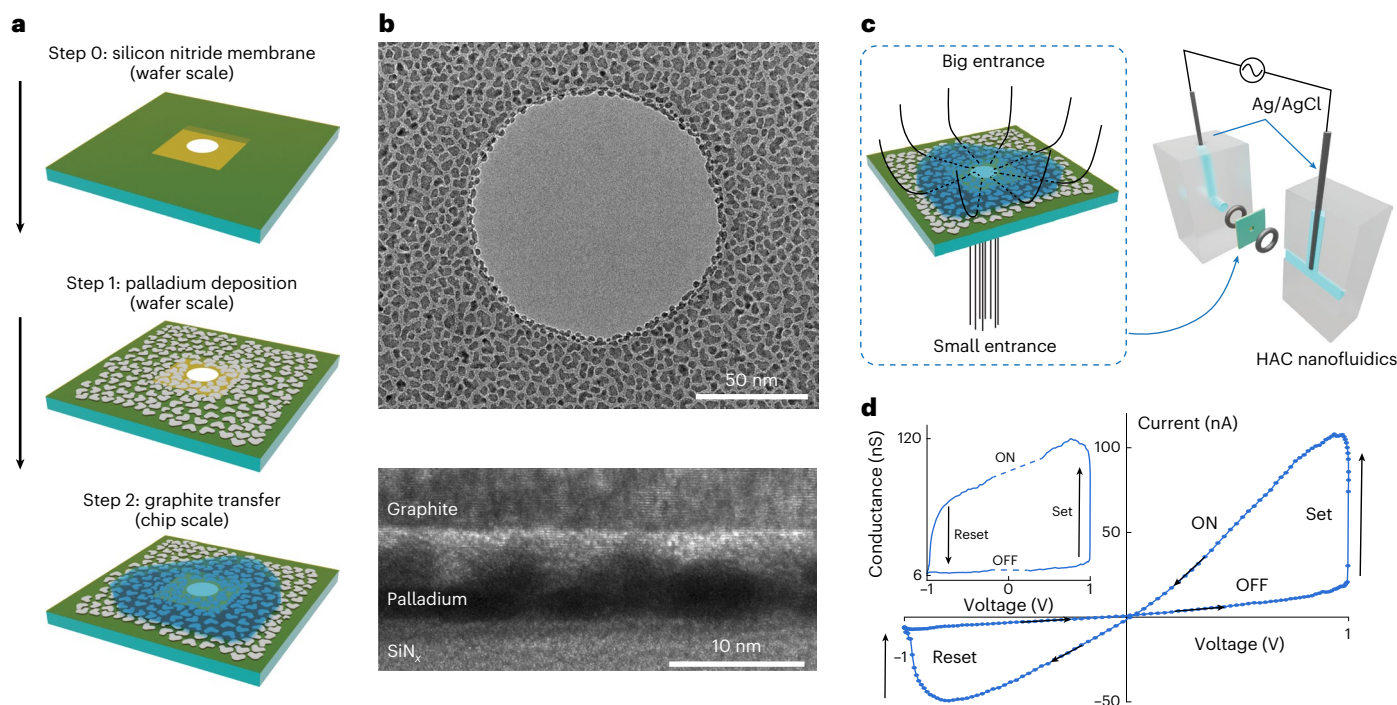 a
Step 0: silicon nitride membrane
(wafer scale)
Step 1: palladium deposition
(wafer scale)
Step 2: graphite transfer
(chip scale)
b
50 nm
Graphite
Palladium
SiNₓ
10 nm
c
Big entrance
Small entrance
Ag/AgCl
HAC nanofluidics
d
Conductance (nS)
120
6
ON
Reset
Set
OFF
−1
0
1
Voltage (V)
Current (nA)
100
50
−50
ON
Set
OFF
Voltage (V)
1
−1
Reset